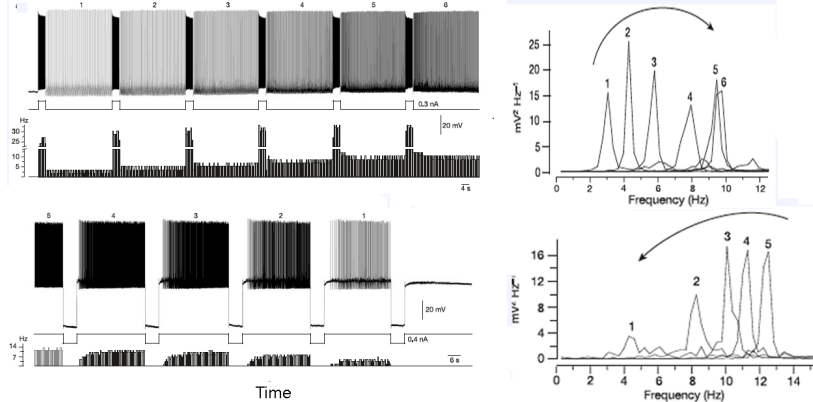 1 2 3 4 5 6
0.3 nA
20 mV
Hz
30
25
10
5
4 s
5 4 3 2 1
20 mV
0.4 nA
Hz
14
7
6 s
Time
25
20
15
10
5
0
mV² Hz⁻¹
1 2 3 4 5 6
0 2 4 6 8 10 12
Frequency (Hz)
16
12
8
4
0
mV² Hz⁻
1 2 3 4 5
0 2 4 6 8 10 12 14
Frequency (Hz)